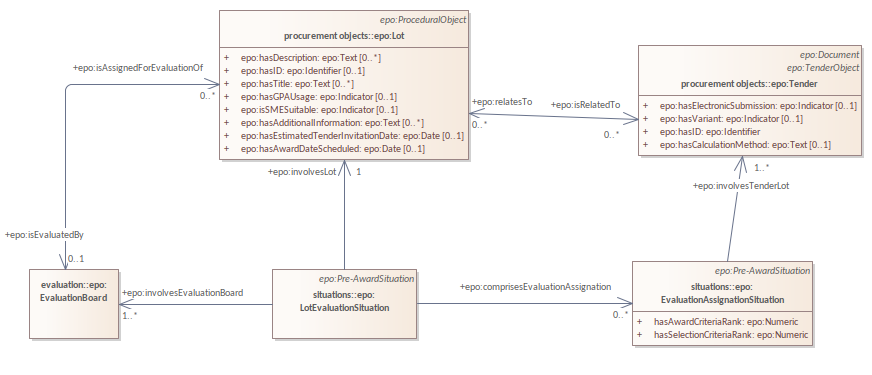 epo:ProceduralObject
procurement objects::epo:Lot
+ epo:hasDescription: epo:Text [0..*]
+ epo:hasID: epo:Identifier [0..1]
+ epo:hasTitle: epo:Text [0..*]
+ epo:hasGPAUsage: epo:Indicator [0..1]
+ epo:isSMESuitable: epo:Indicator [0..1]
+ epo:hasAdditionalInformation: epo:Text [0..*]
+ epo:hasEstimatedTenderInvitationDate: epo:Date [0..1]
+ epo:hasAwardDateScheduled: epo:Date [0..1]
epo:Document
epo:TenderObject
procurement objects::epo:Tender
+ epo:hasElectronicSubmission: epo:Indicator [0..1]
+ epo:hasVariant: epo:Indicator [0..1]
+ epo:hasID: epo:Identifier
+ epo:hasCalculationMethod: epo:Text [0..1]
+epo:isAssignedForEvaluationOf
0..*
+epo:relatesTo
0..*
+epo:isRelatedTo
0..*
+epo:involvesLot
1
1..*
+epo:involvesTenderLot
+epo:isEvaluatedBy
0..1
evaluation::epo:
EvaluationBoard
+epo:involvesEvaluationBoard
1..*
epo:Pre-AwardSituation
situations::epo:
LotEvaluationSituation
+epo:comprisesEvaluationAssignation
0..*
epo:Pre-AwardSituation
situations::epo:
EvaluationAssignationSituation
+ hasAwardCriteriaRank: epo:Numeric
+ hasSelectionCriteriaRank: epo:Numeric